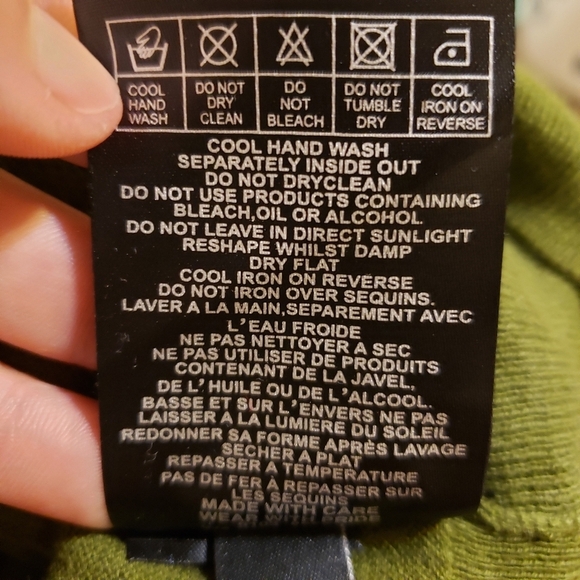 COOL HAND WASH
DO NOT DRY CLEAN
DO NOT BLEACH
DO NOT TUMBLE DRY
COOL IRON ON REVERSE
COOL HAND WASH
SEPARATELY INSIDE OUT
DO NOT DRYCLEAN
DO NOT USE PRODUCTS CONTAINING
BLEACH,OIL OR ALCOHOL.
DO NOT LEAVE IN DIRECT SUNLIGHT
RESHAPE WHILST DAMP
DRY FLAT
COOL IRON ON REVERSE
DO NOT IRON OVER SEQUINS.
LAVER A LA MAIN,SEPAREMENT AVEC
L'EAU FROIDE
NE PAS NETTOYER A SEC
NE PAS UTILISER DE PRODUITS
CONTENANT DE LA JAVEL.
DE L'HUILE OU DE L'ALCOOL.
BASSE ET SUR L'ENVERS NE PAS
LAISSER A LA LUMIERE DU SOLEIL
REDONNER SA FORME APRÈS LAVAGE
SÈCHER A PLAT
REPASSER A TEMPERATURE
PAS DE FER À REPASSER SUR
LES SEQUINS
MADE WITH CARE
WEAR WITH PRIDE